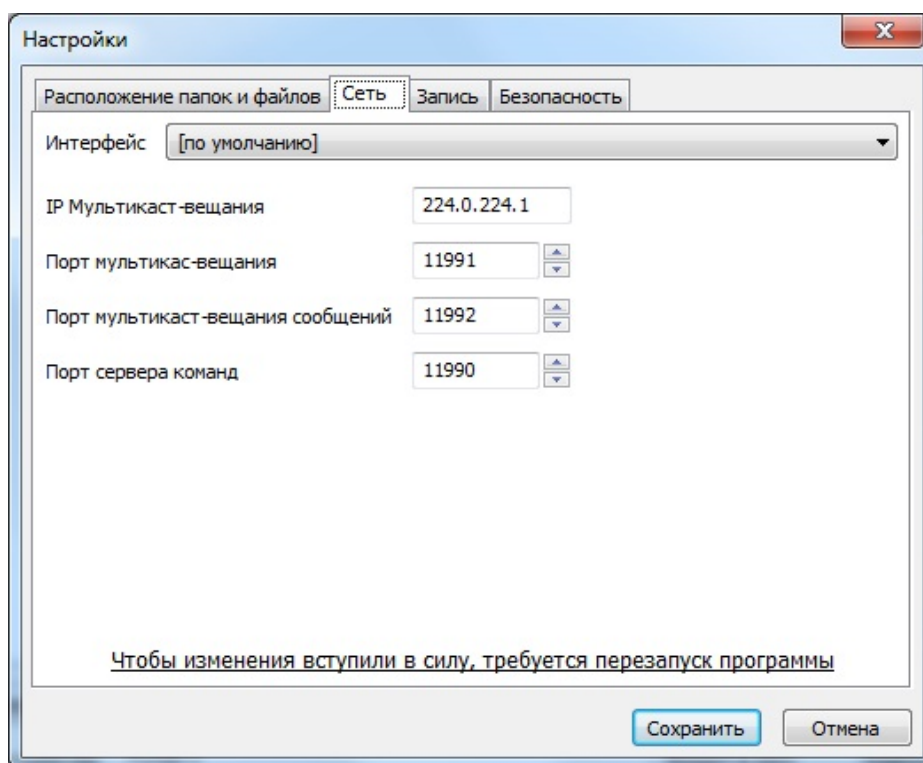 Настройки
Расположение папок и файлов Сеть Запись Безопасность
Интерфейс [по умолчанию]
IP Мультикаст-вещания 224.0.224.1
Порт мультикас-вещания 11991
Порт мультикаст-вещания сообщений 11992
Порт сервера команд 11990
Чтобы изменения вступили в силу, требуется перезапуск программы
Сохранить Отмена